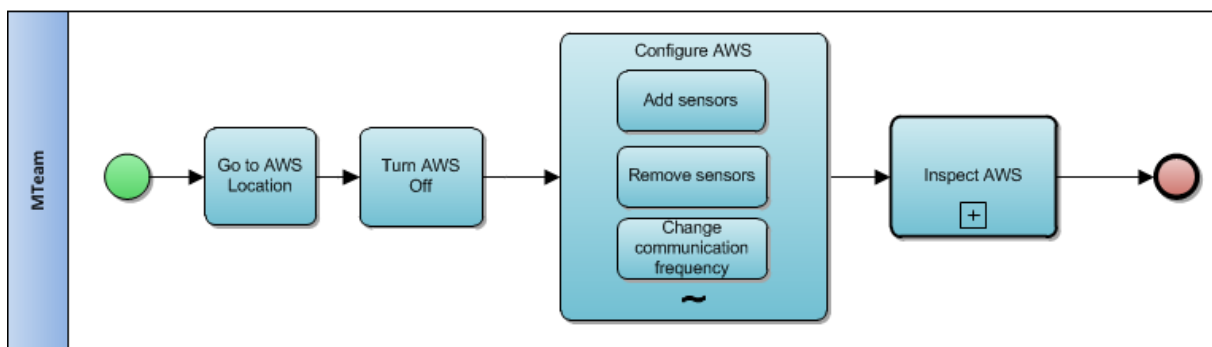 MTeam
Go to AWS
Location
Turn AWS
Off
Configure AWS
Add sensors
Remove sensors
Change
communication
frequency
Inspect AWS